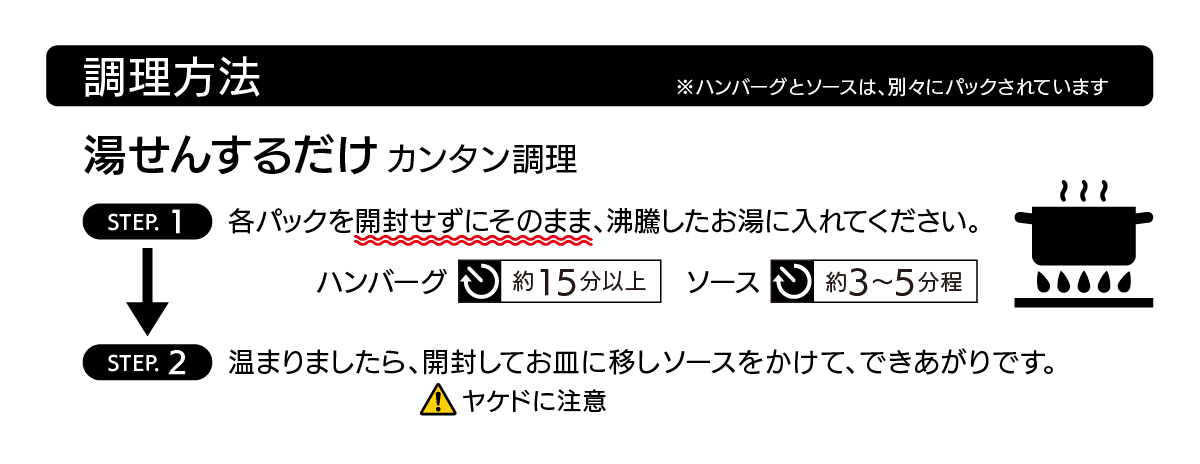 調理方法
※ハンバーグとソースは、別々にパックされています
湯せんするだけ カンタン調理
STEP. 1 各パックを開封せずにそのまま、沸騰したお湯に入れてください。
ハンバーグ 約15分以上 ソース 約3〜5分程
STEP. 2 温まりましたら、開封してお皿に移しソースをかけて、できあがりです。
ヤケドに注意